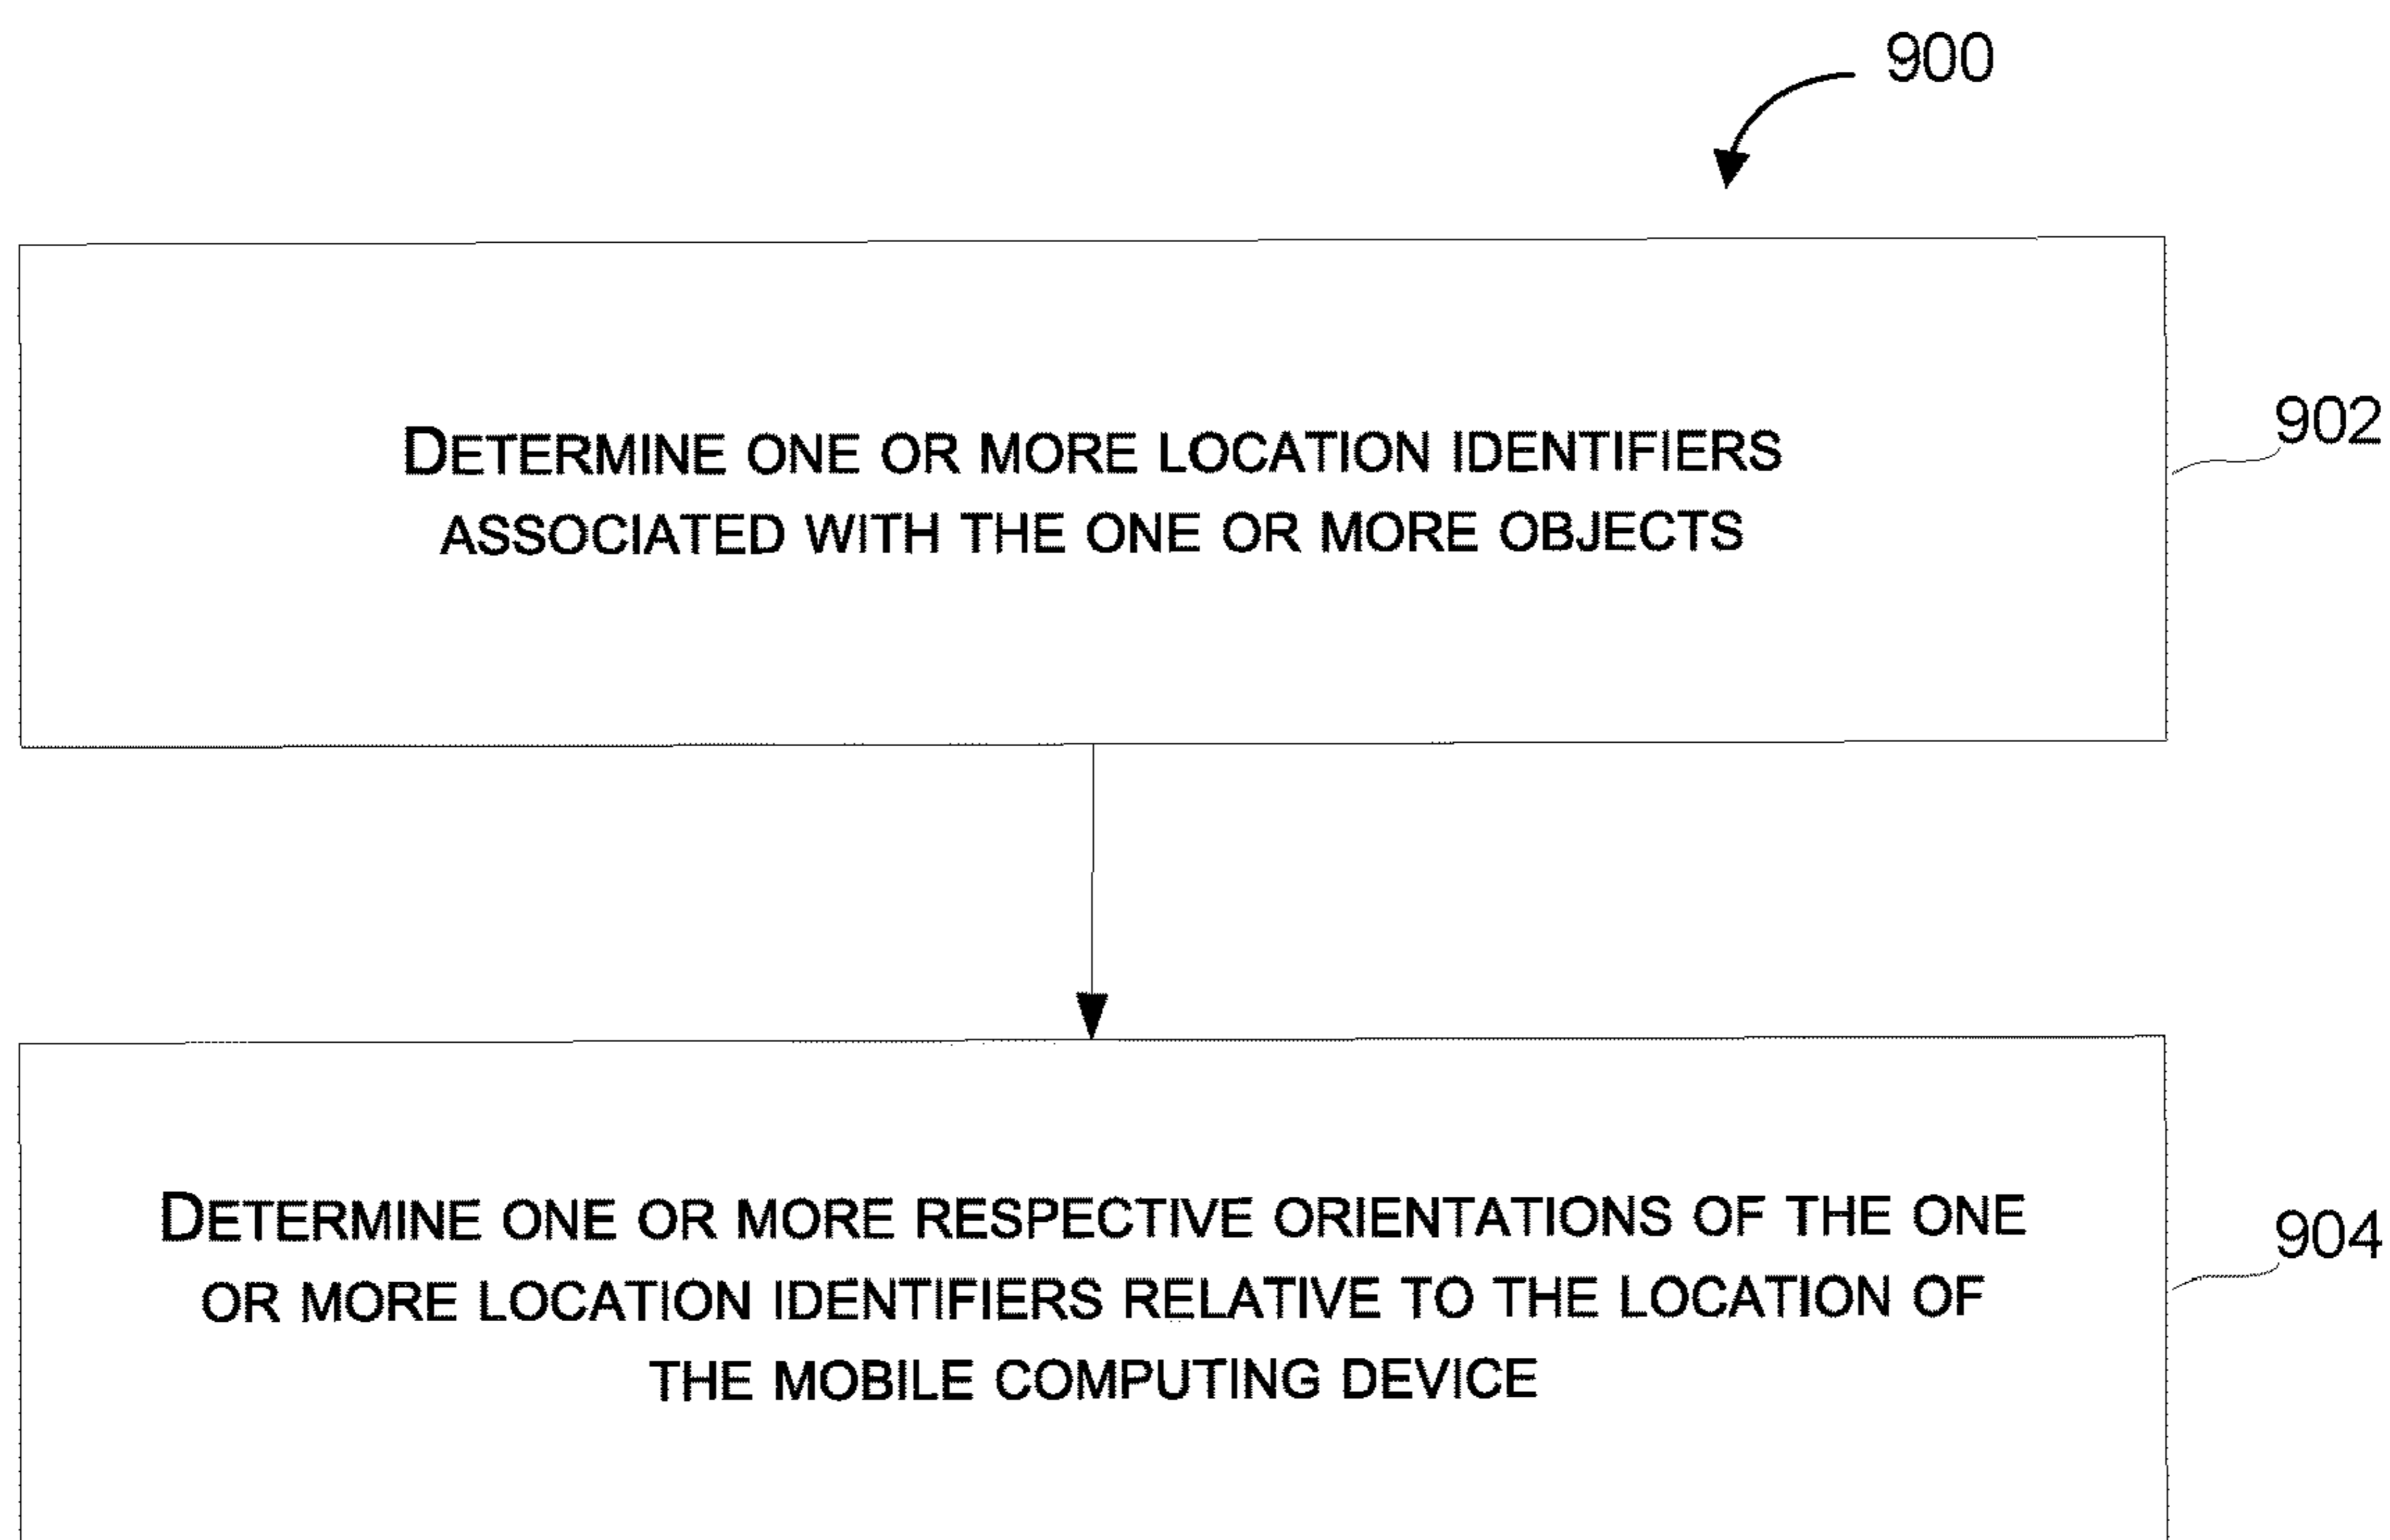 900
DETERMINE ONE OR MORE LOCATION IDENTIFIERS
ASSOCIATED WITH THE ONE OR MORE OBJECTS
902
DETERMINE ONE OR MORE RESPECTIVE ORIENTATIONS OF THE ONE
OR MORE LOCATION IDENTIFIERS RELATIVE TO THE LOCATION OF
THE MOBILE COMPUTING DEVICE
904